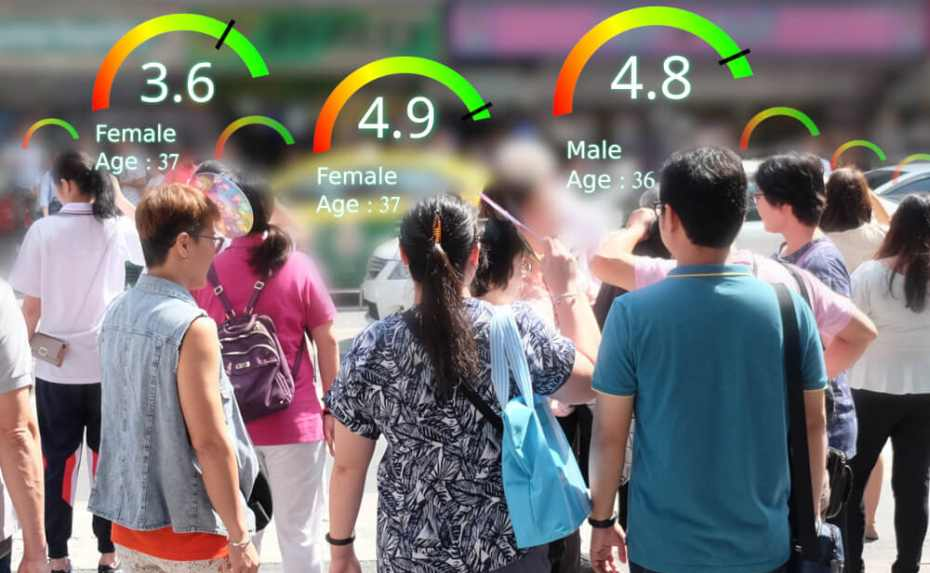 3.6
Female
Age : 37
4.9
Female
Age : 37
4.8
Male
Age : 36